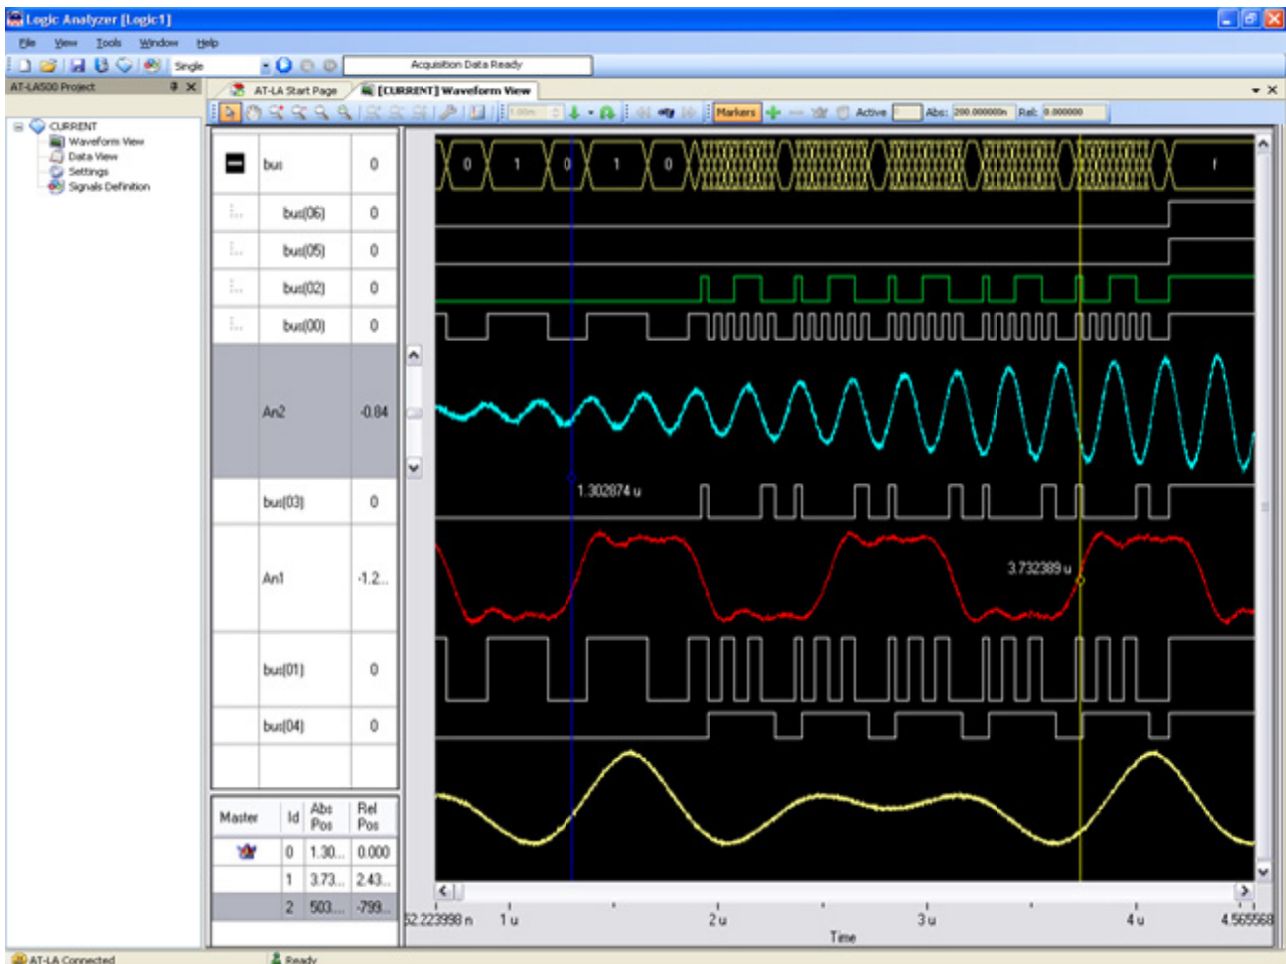 Logic Analyzer [Logic1]
File View Tools Window Help
Single Acquisition Data Ready
AT-LA500 Project
AT-LA Start Page [CURRENT] Waveform View
1.00m Markers Active Abs: 200.000000n Rel: 0.000000
CURRENT
Waveform View
Data View
Settings
Signals Definition
bus 0 0 1 0 1 0 f
bus(06) 0
bus(05) 0
bus(02) 0
bus(00) 0
An2 -0.84
1.302874 u
bus(03) 0
An1 -1.2...
3.732389 u
bus(01) 0
bus(04) 0
Master Id Abs Pos Rel Pos
0 1.30... 0.000
1 3.73... 2.43...
2 503.... -799...
52.223998 n 1 u 2 u 3 u 4 u 4.565568
Time
AT-LA Connected Ready